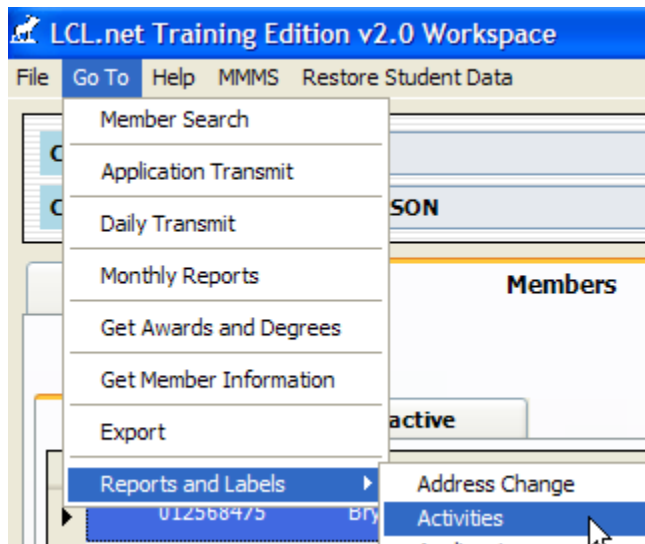 LCL.net Training Edition v2.0 Workspace
File Go To Help MMMS Restore Student Data
Member Search
Application Transmit
SON
Daily Transmit
Monthly Reports
Members
Get Awards and Degrees
Get Member Information
active
Export
Reports and Labels
Address Change
012568475 Bry
Activities